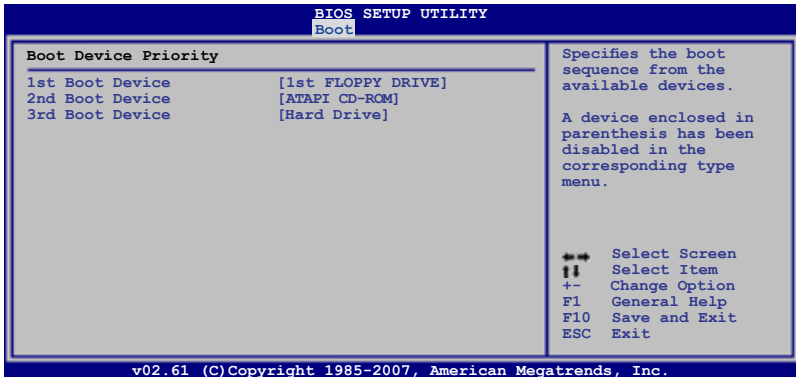 BIOS SETUP UTILITY
Boot
Boot Device Priority
1st Boot Device [1st FLOPPY DRIVE]
2nd Boot Device [ATAPI CD-ROM]
3rd Boot Device [Hard Drive]
Specifies the boot
sequence from the
available devices.
A device enclosed in
parenthesis has been
disabled in the
corresponding type
menu.
Select Screen
Select Item
+- Change Option
F1 General Help
F10 Save and Exit
ESC Exit
v02.61 (C)Copyright 1985-2007, American Megatrends, Inc.